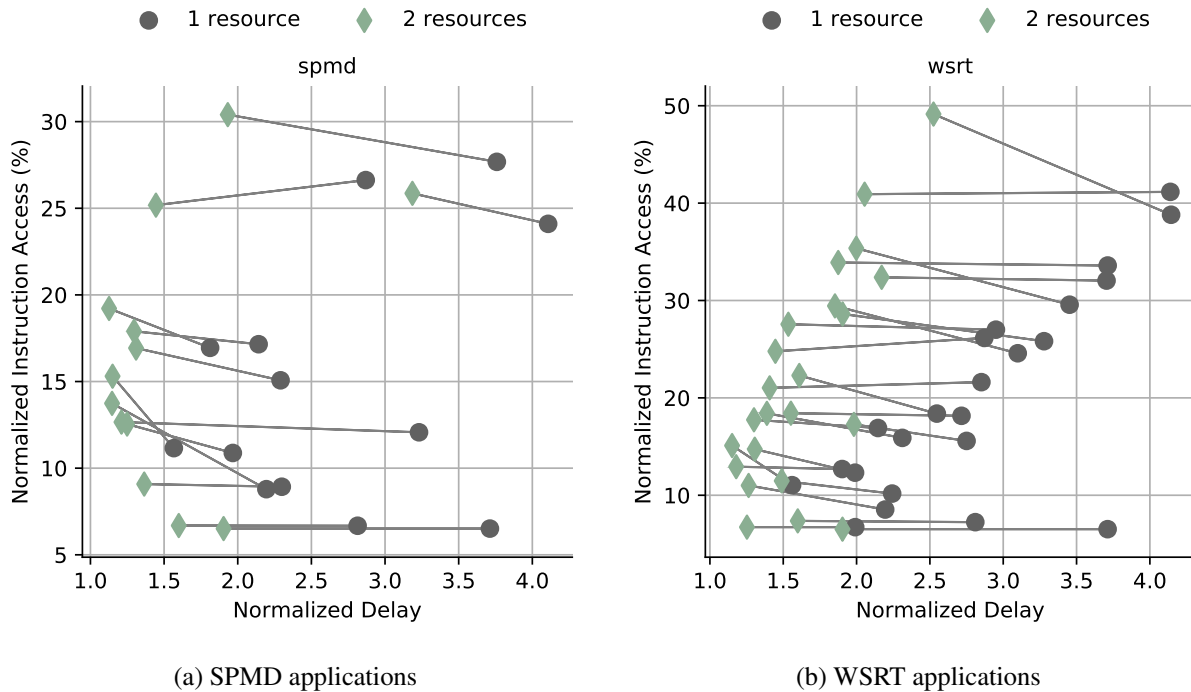 1 resource 2 resources
1 resource 2 resources
spmd
wsrt
Normalized Instruction Access (%)
30
25
20
15
10
5
1.0 1.5 2.0 2.5 3.0 3.5 4.0
Normalized Delay
Normalized Instruction Access (%)
50
40
30
20
10
1.0 1.5 2.0 2.5 3.0 3.5 4.0
Normalized Delay
(a) SPMD applications
(b) WSRT applications